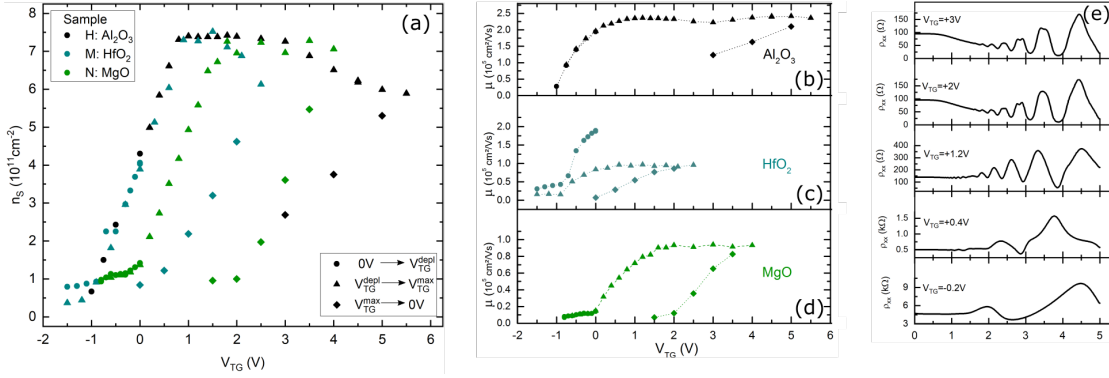 (a)
Sample
H: Al₂O₃
M: HfO₂
N: MgO
8
7
6
5
4
3
2
1
0
n_S (10¹¹cm⁻²)
0V → V_TG^depl
V_TG^depl → V_TG^max
V_TG^max → 0V
-2 -1 0 1 2 3 4 5 6
V_TG (V)
2.5
2.0
1.5
1.0
0.5
0.0
μ (10⁵ cm²/Vs)
Al₂O₃
(b)
2.0
1.5
1.0
0.5
0.0
μ (10⁵ cm²/Vs)
HfO₂
(c)
1.0
0.8
0.6
0.4
0.2
0.0
μ (10⁵ cm²/Vs)
MgO
(d)
-2 -1 0 1 2 3 4 5 6
V_TG (V)
(e)
V_TG=+3V
150
100
50
0
ρ_xx (Ω)
V_TG=+2V
150
100
50
0
ρ_xx (Ω)
V_TG=+1.2V
400
300
200
100
ρ_xx (Ω)
V_TG=+0.4V
1.5
1.0
0.5
ρ_xx (kΩ)
V_TG=-0.2V
9
6
3
ρ_xx (kΩ)
0 1 2 3 4 5